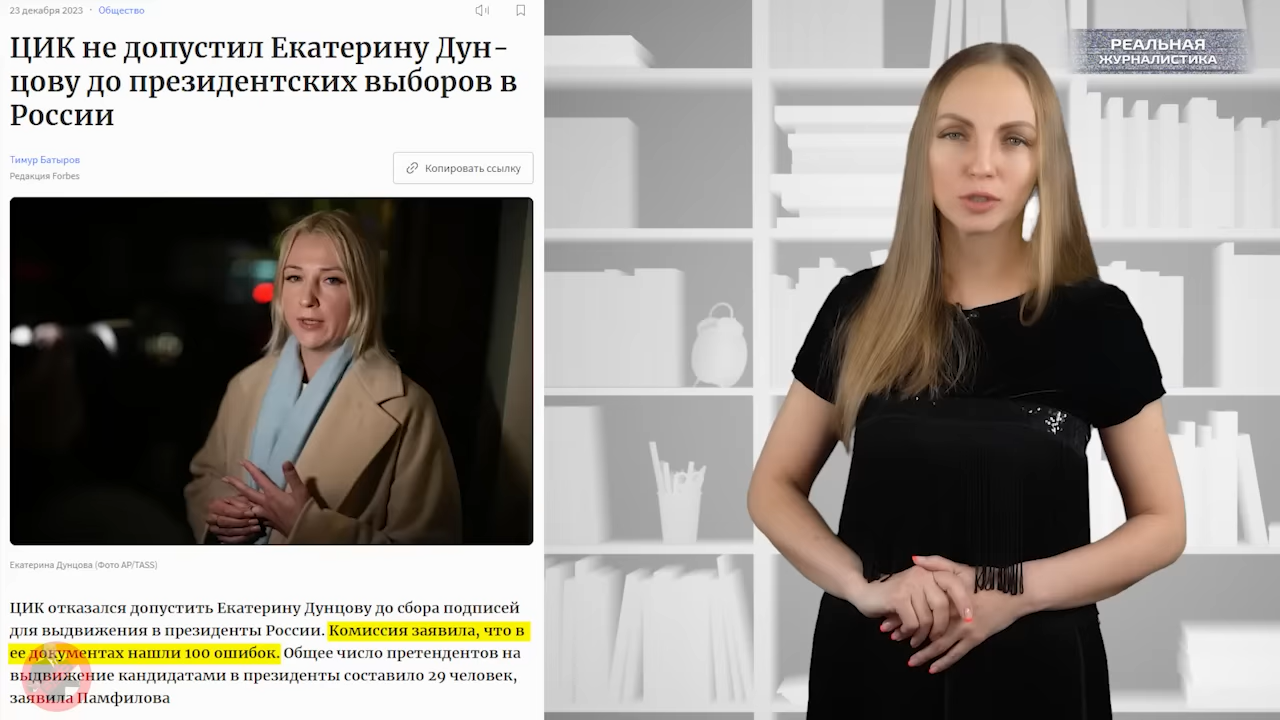 23 декабря 2023 · Общество
ЦИК не допустил Екатерину Дун-
цову до президентских выборов в
России
Тимур Батыров
Редакция Forbes
Копировать ссылку
Екатерина Дунцова (Фото AP/TASS)
ЦИК отказался допустить Екатерину Дунцову до сбора подписей
для выдвижения в президенты России. Комиссия заявила, что в
ее документах нашли 100 ошибок. Общее число претендентов на
выдвижение кандидатами в президенты составило 29 человек,
заявила Памфилова
РЕАЛЬНАЯ
ЖУРНАЛИСТИКА